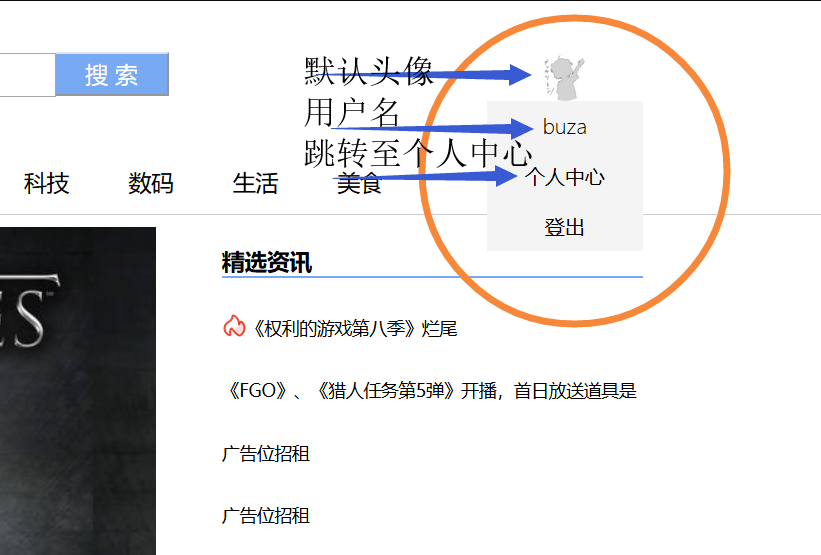 搜 索
默认头像
用户名
buza
跳转至个人中心
个人中心
登出
科技
数码
生活
美食
精选资讯
《权利的游戏第八季》烂尾
《FGO》、《猎人任务第5弹》开播，首日放送道具是
广告位招租
广告位招租